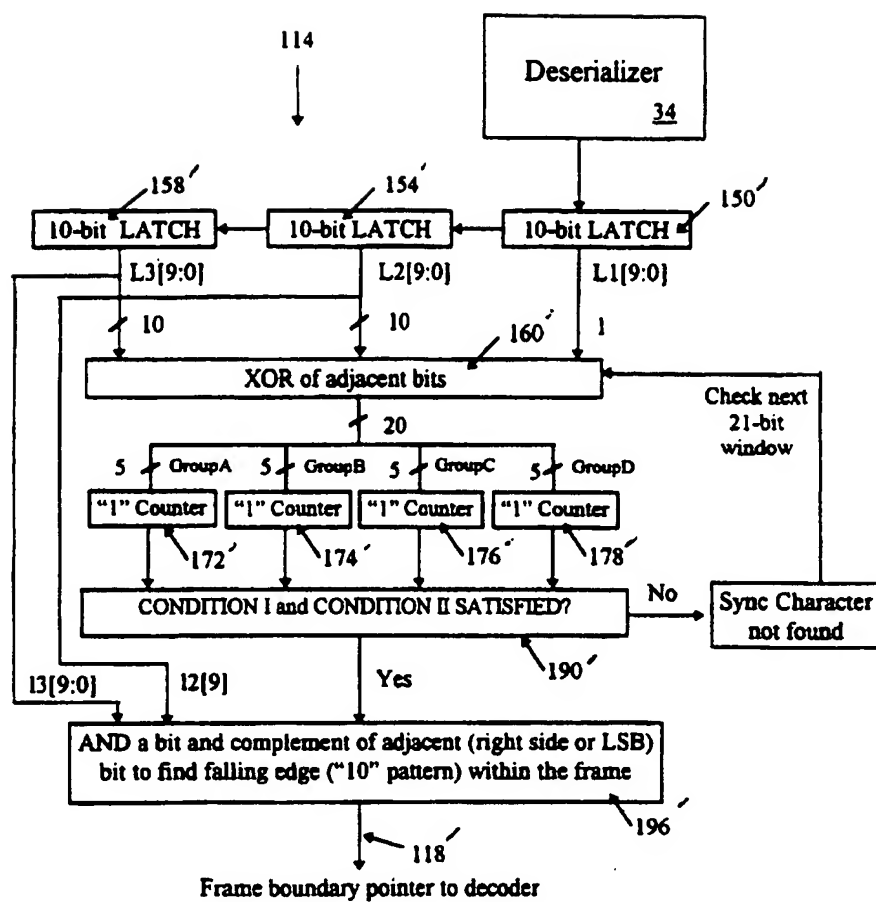 114
Deserializer
34
158'
154'
150'
10-bit LATCH
10-bit LATCH
10-bit LATCH
L3[9:0]
L2[9:0]
L1[9:0]
10
10
160'
1
XOR of adjacent bits
Check next
21-bit
window
20
5
GroupA
5
GroupB
5
GroupC
5
GroupD
"1" Counter
"1" Counter
"1" Counter
"1" Counter
172'
174'
176'
178'
CONDITION I and CONDITION II SATISFIED?
No
Sync Character
not found
190'
l3[9:0]
l2[9]
Yes
AND a bit and complement of adjacent (right side or LSB)
bit to find falling edge ("10" pattern) within the frame
196'
118'
Frame boundary pointer to decoder